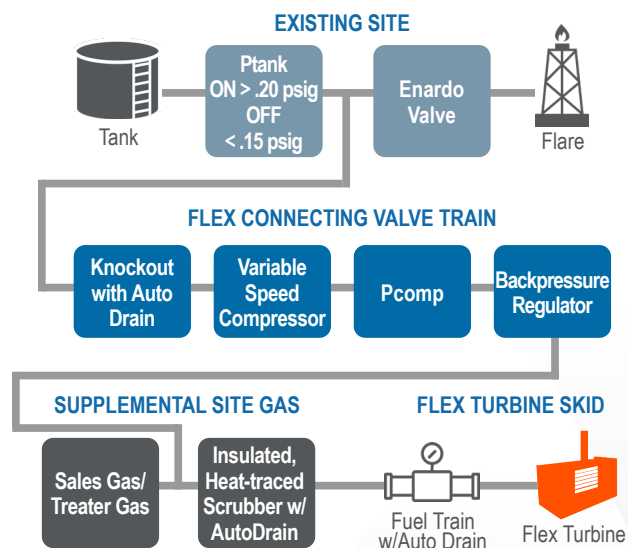 EXISTING SITE
Ptank
ON > .20 psig
OFF
< .15 psig
Enardo
Valve
Tank
Flare
FLEX CONNECTING VALVE TRAIN
Knockout
with Auto
Drain
Variable
Speed
Compressor
Pcomp
Backpressure
Regulator
SUPPLEMENTAL SITE GAS
FLEX TURBINE SKID
Sales Gas/
Treater Gas
Insulated,
Heat-traced
Scrubber w/
AutoDrain
Fuel Train
w/Auto Drain
Flex Turbine